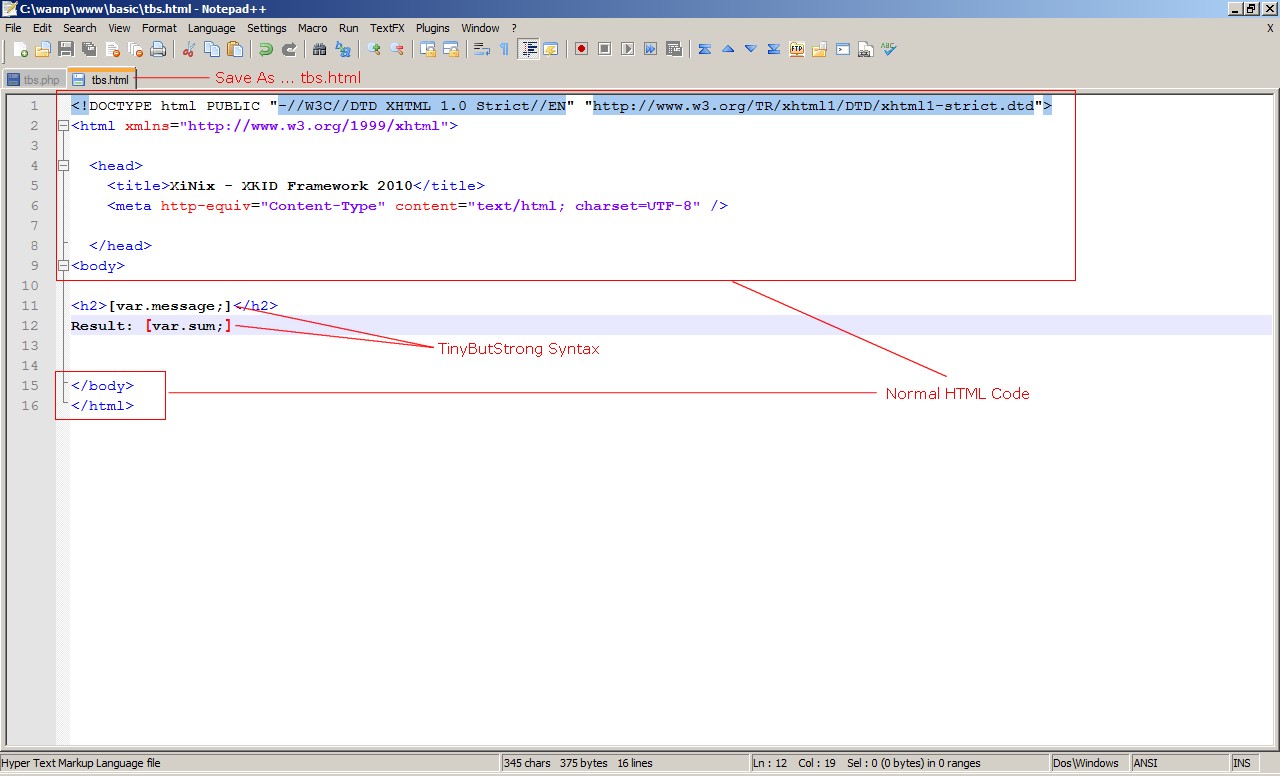 C:\wamp\www\basic\tbs.html - Notepad++
File Edit Search View Format Language Settings Macro Run TextFX Plugins Window ? X
tbs.php tbs.html Save As ... tbs.html
1 <!DOCTYPE html PUBLIC "-//W3C//DTD XHTML 1.0 Strict//EN" "http://www.w3.org/TR/xhtml1/DTD/xhtml1-strict.dtd">
2 <html xmlns="http://www.w3.org/1999/xhtml">
3
4 <head>
5 <title>XiNix - XKID Framework 2010</title>
6 <meta http-equiv="Content-Type" content="text/html; charset=UTF-8" />
7
8 </head>
9 <body>
10
11 <h2>[var.message;]</h2>
12 Result: [var.sum;]
TinyButStrong Syntax
13
14
15 </body>
Normal HTML Code
16 </html>
Hyper Text Markup Language file 345 chars 375 bytes 16 lines Ln : 12 Col : 19 Sel : 0 (0 bytes) in 0 ranges Dos\Windows ANSI INS